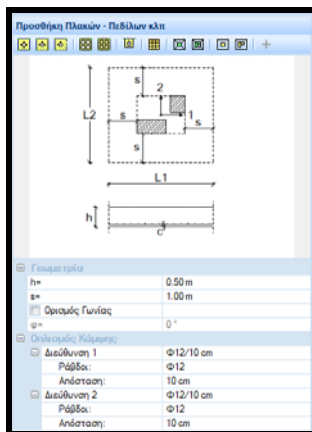 Προσθήκη Πλακών - Πεδίλων κλπ
s
2
L2
s
1
s
s
L1
h
c
Γεωμετρία
h= 0.50 m
s= 1.00 m
Ορισμός Γωνίας
φ= 0 °
Οπλισμός Κάμψης
Διεύθυνση 1 Φ12/10 cm
Ράβδοι: Φ12
Απόσταση: 10 cm
Διεύθυνση 2 Φ12/10 cm
Ράβδοι: Φ12
Απόσταση: 10 cm